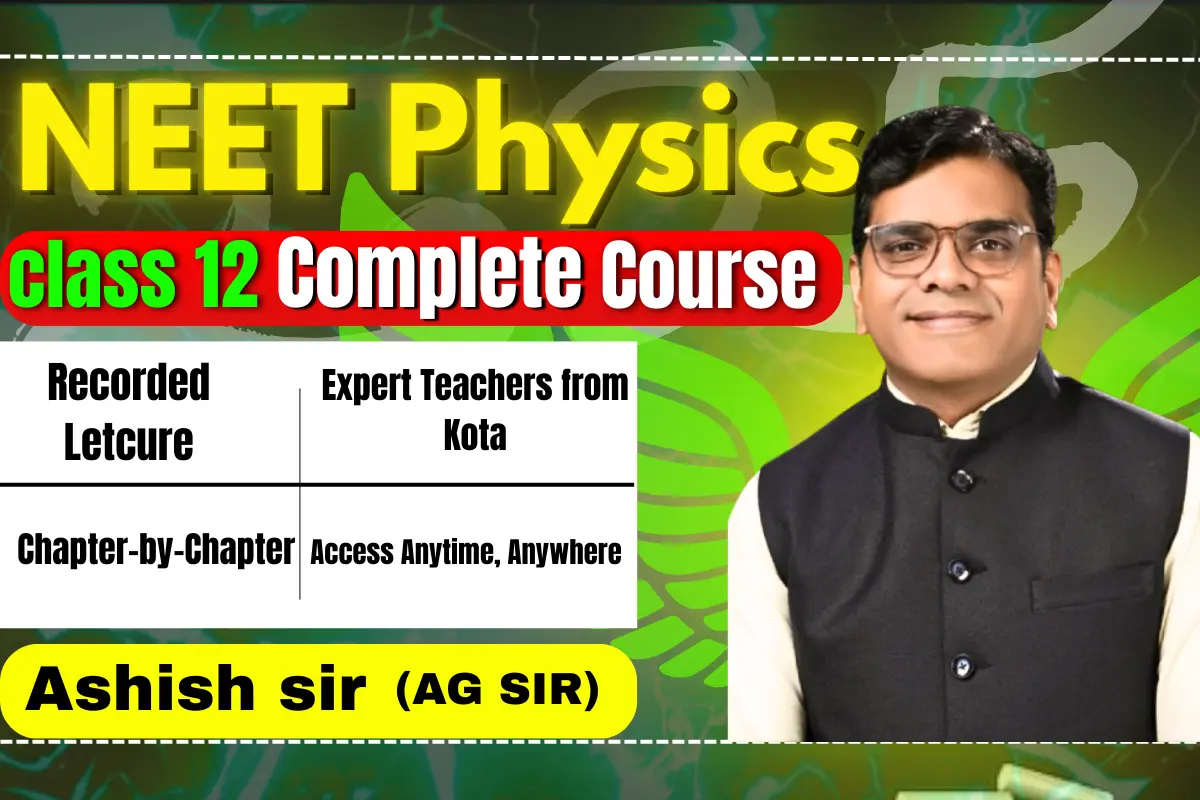 NEET Physics
class 12 Complete Course
Recorded
Letcure
Expert Teachers from
Kota
Chapter-by-Chapter
Access Anytime, Anywhere
Ashish sir (AG SIR)